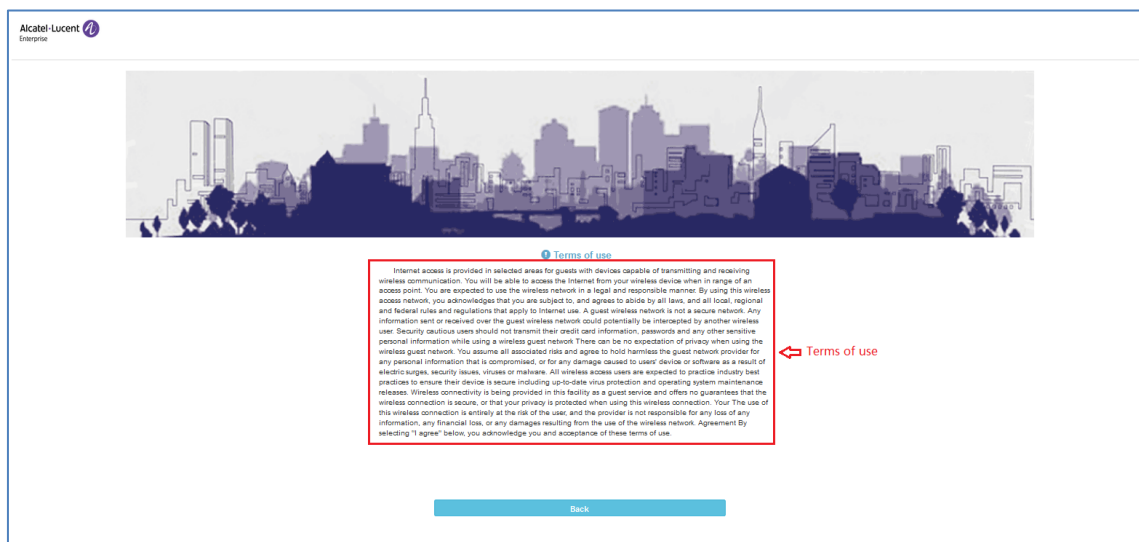 Alcatel·Lucent
Enterprise
Terms of use
Internet access is provided in selected areas for guests with devices capable of transmitting and receiving
wireless communication. You will be able to access the Internet from your wireless device when in range of an
access point. You are expected to use the wireless network in a legal and responsible manner. By using this wireless
access network, you acknowledges that you are subject to, and agrees to abide by all laws, and all local, regional
and federal rules and regulations that apply to Internet use. A guest wireless network is not a secure network. Any
information sent or received over the guest wireless network could potentially be intercepted by another wireless
user. Security cautious users should not transmit their credit card information, passwords and any other sensitive
personal information while using a wireless guest network There can be no expectation of privacy when using the
wireless guest network. You assume all associated risks and agree to hold harmless the guest network provider for
any personal information that is compromised, or for any damage caused to users' device or software as a result of
electric surges, security issues, viruses or malware. All wireless access users are expected to practice industry best
practices to ensure their device is secure including up-to-date virus protection and operating system maintenance
releases. Wireless connectivity is being provided in this facility as a guest service and offers no guarantees that the
wireless connection is secure, or that your privacy is protected when using this wireless connection. Your The use of
this wireless connection is entirely at the risk of the user, and the provider is not responsible for any loss of any
information, any financial loss, or any damages resulting from the use of the wireless network. Agreement By
selecting "I agree" below, you acknowledge you and acceptance of these terms of use.
Terms of use
Back